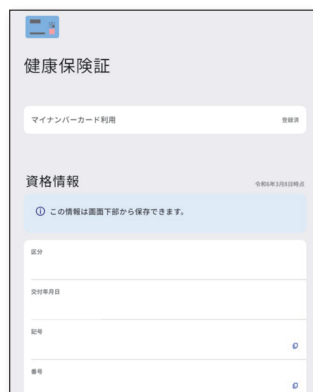 健康保険証
マイナンバーカード利用 登録済
資格情報 令和6年3月8日時点
この情報は画面下部から保存できます。
区分
交付年月日
記号
番号